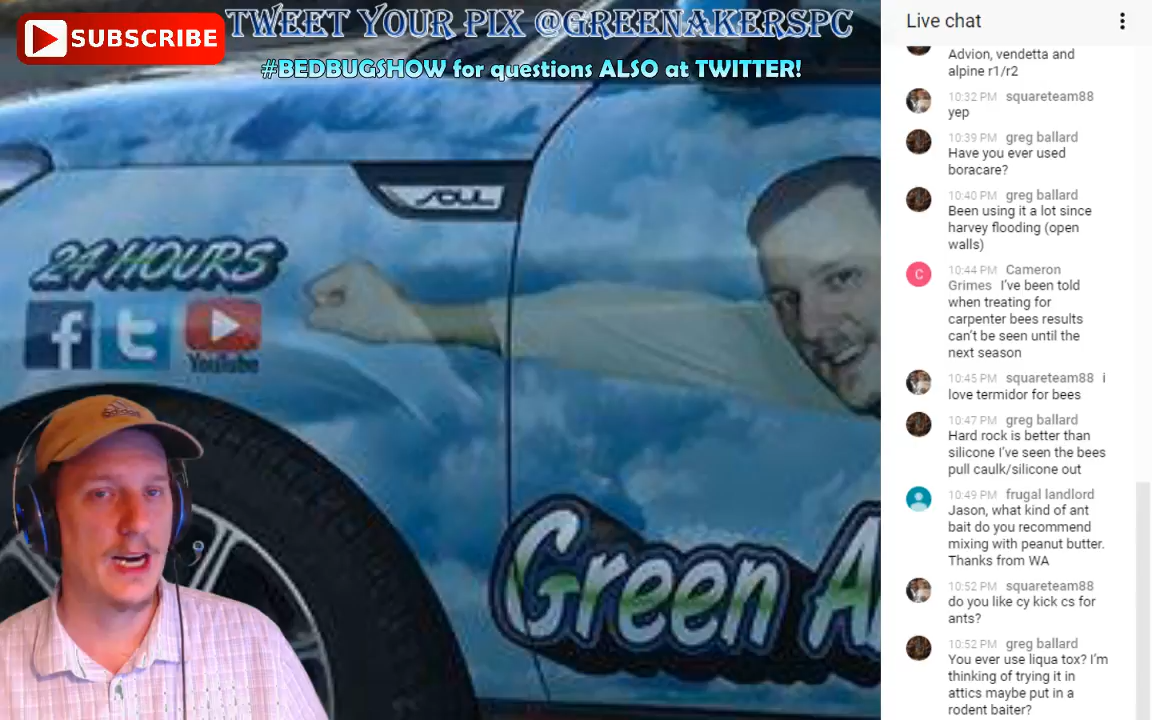 SUBSCRIBE
TWEET YOUR PIX @GREENAKERSPC
#BEDBUGSHOW for questions ALSO at TWITTER!
SOUL
24 HOURS
f t YouTube
adidas
Green A
Live chat
Advion, vendetta and
alpine r1/r2
10:32 PM squareteam88
yep
10:39 PM greg ballard
Have you ever used
boracare?
10:40 PM greg ballard
Been using it a lot since
harvey flooding (open
walls)
C
10:44 PM Cameron
Grimes I've been told
when treating for
carpenter bees results
can't be seen until the
next season
10:45 PM squareteam88 i
love termidor for bees
10:47 PM greg ballard
Hard rock is better than
silicone I've seen the bees
pull caulk/silicone out
10:49 PM frugal landlord
Jason, what kind of ant
bait do you recommend
mixing with peanut butter.
Thanks from WA
10:52 PM squareteam88
do you like cy kick cs for
ants?
10:52 PM greg ballard
You ever use liqua tox? I'm
thinking of trying it in
attics maybe put in a
rodent baiter?